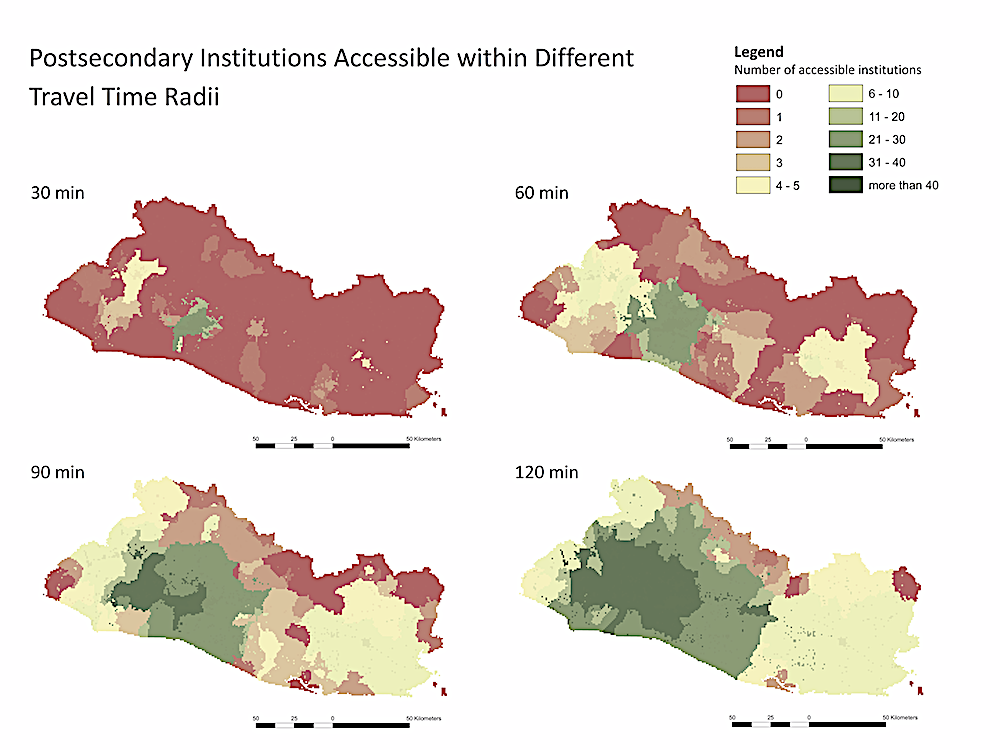 Postsecondary Institutions Accessible within Different
Travel Time Radii
Legend
Number of accessible institutions
0
1
2
3
4 - 5
6 - 10
11 - 20
21 - 30
31 - 40
more than 40
30 min
60 min
50 25 0 50 Kilometers
50 25 0 50 Kilometers
90 min
120 min
50 25 0 50 Kilometers
50 25 0 50 Kilometers